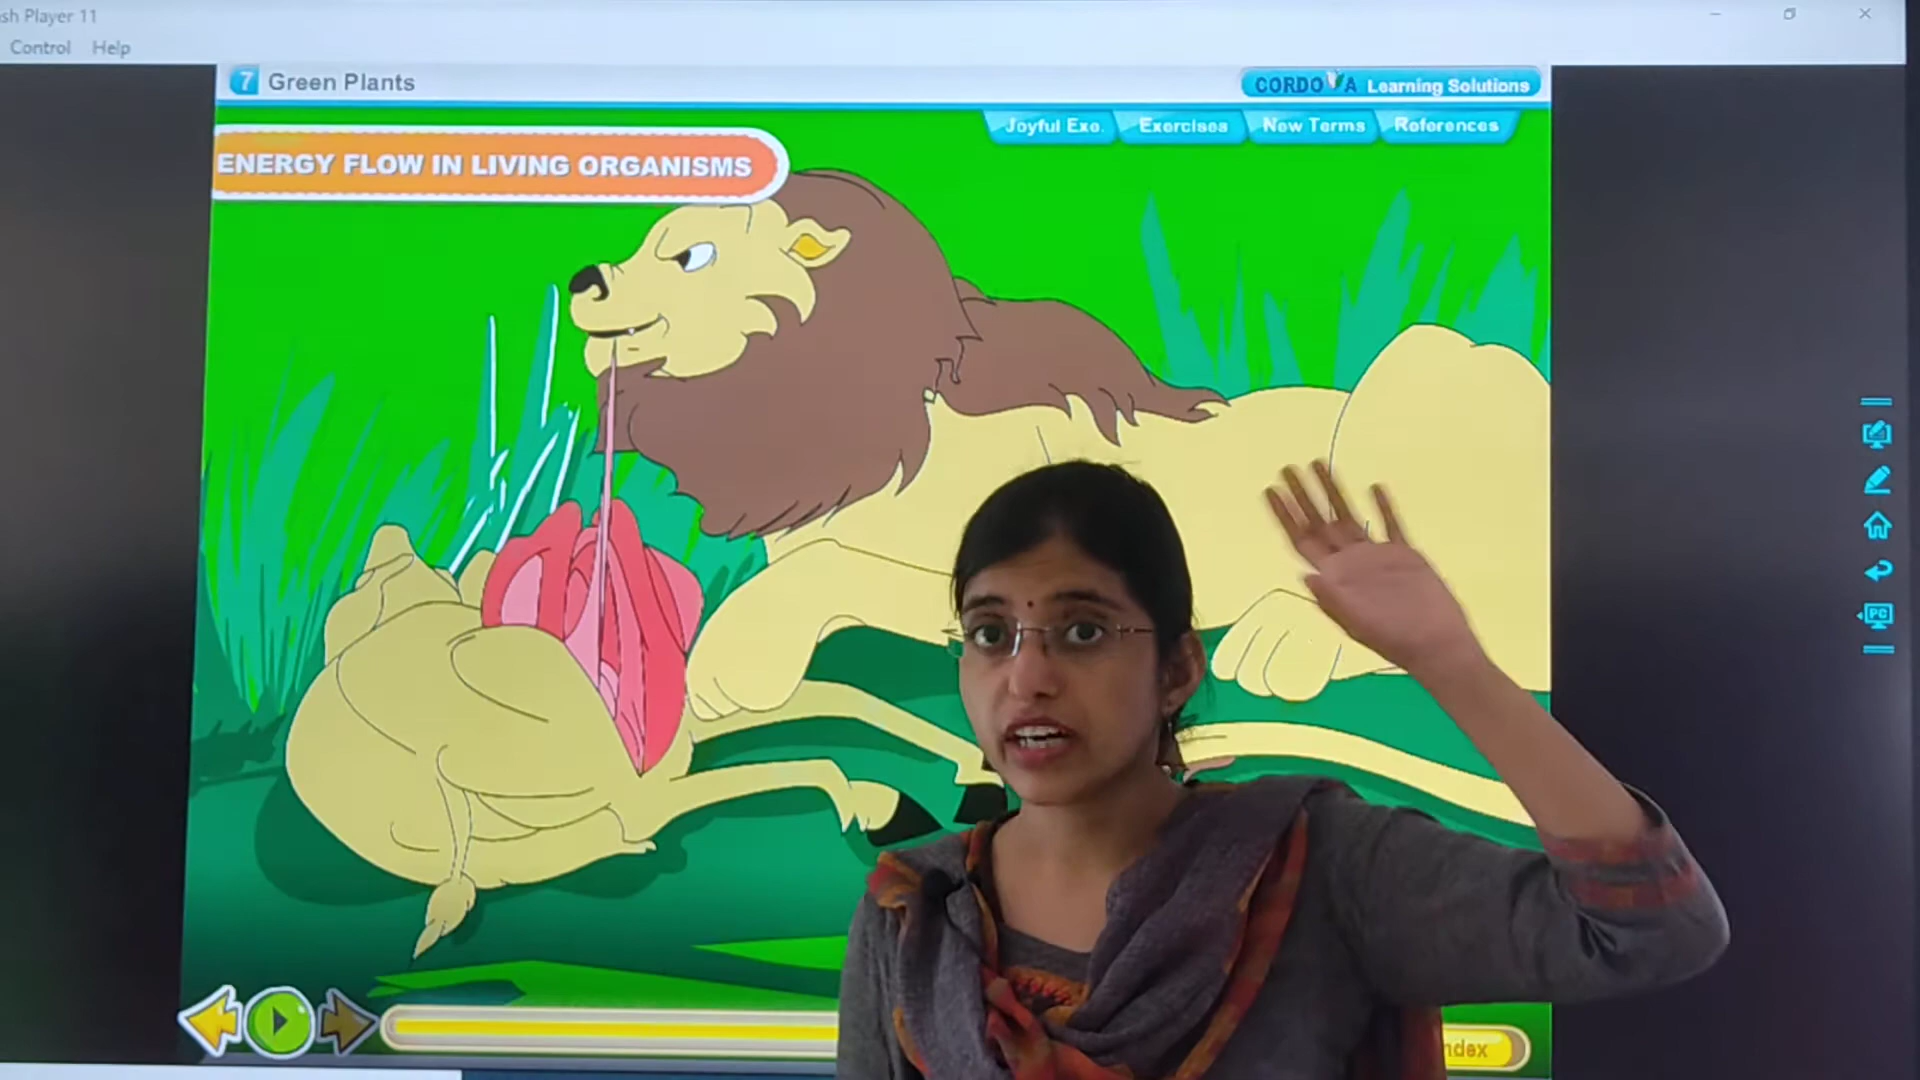 sh Player 11
Control Help
7 Green Plants
CORDOVA Learning Solutions
Joyful Exe. Exercises New Terms References
ENERGY FLOW IN LIVING ORGANISMS
PC
ndex